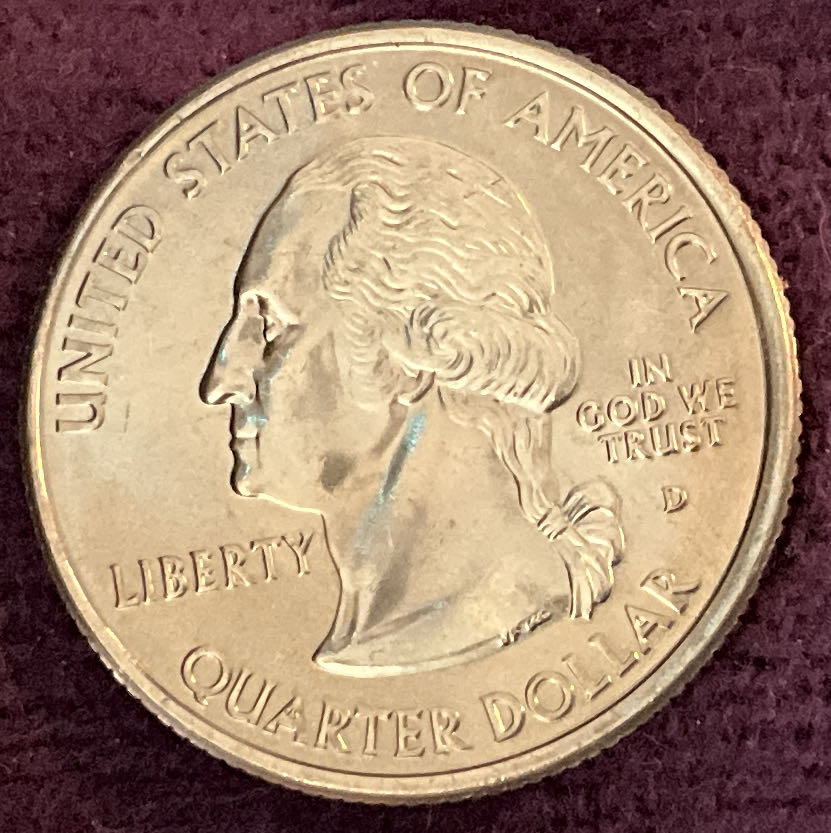 UNITED STATES OF AMERICA
IN
GOD WE
TRUST
D
LIBERTY
QUARTER DOLLAR